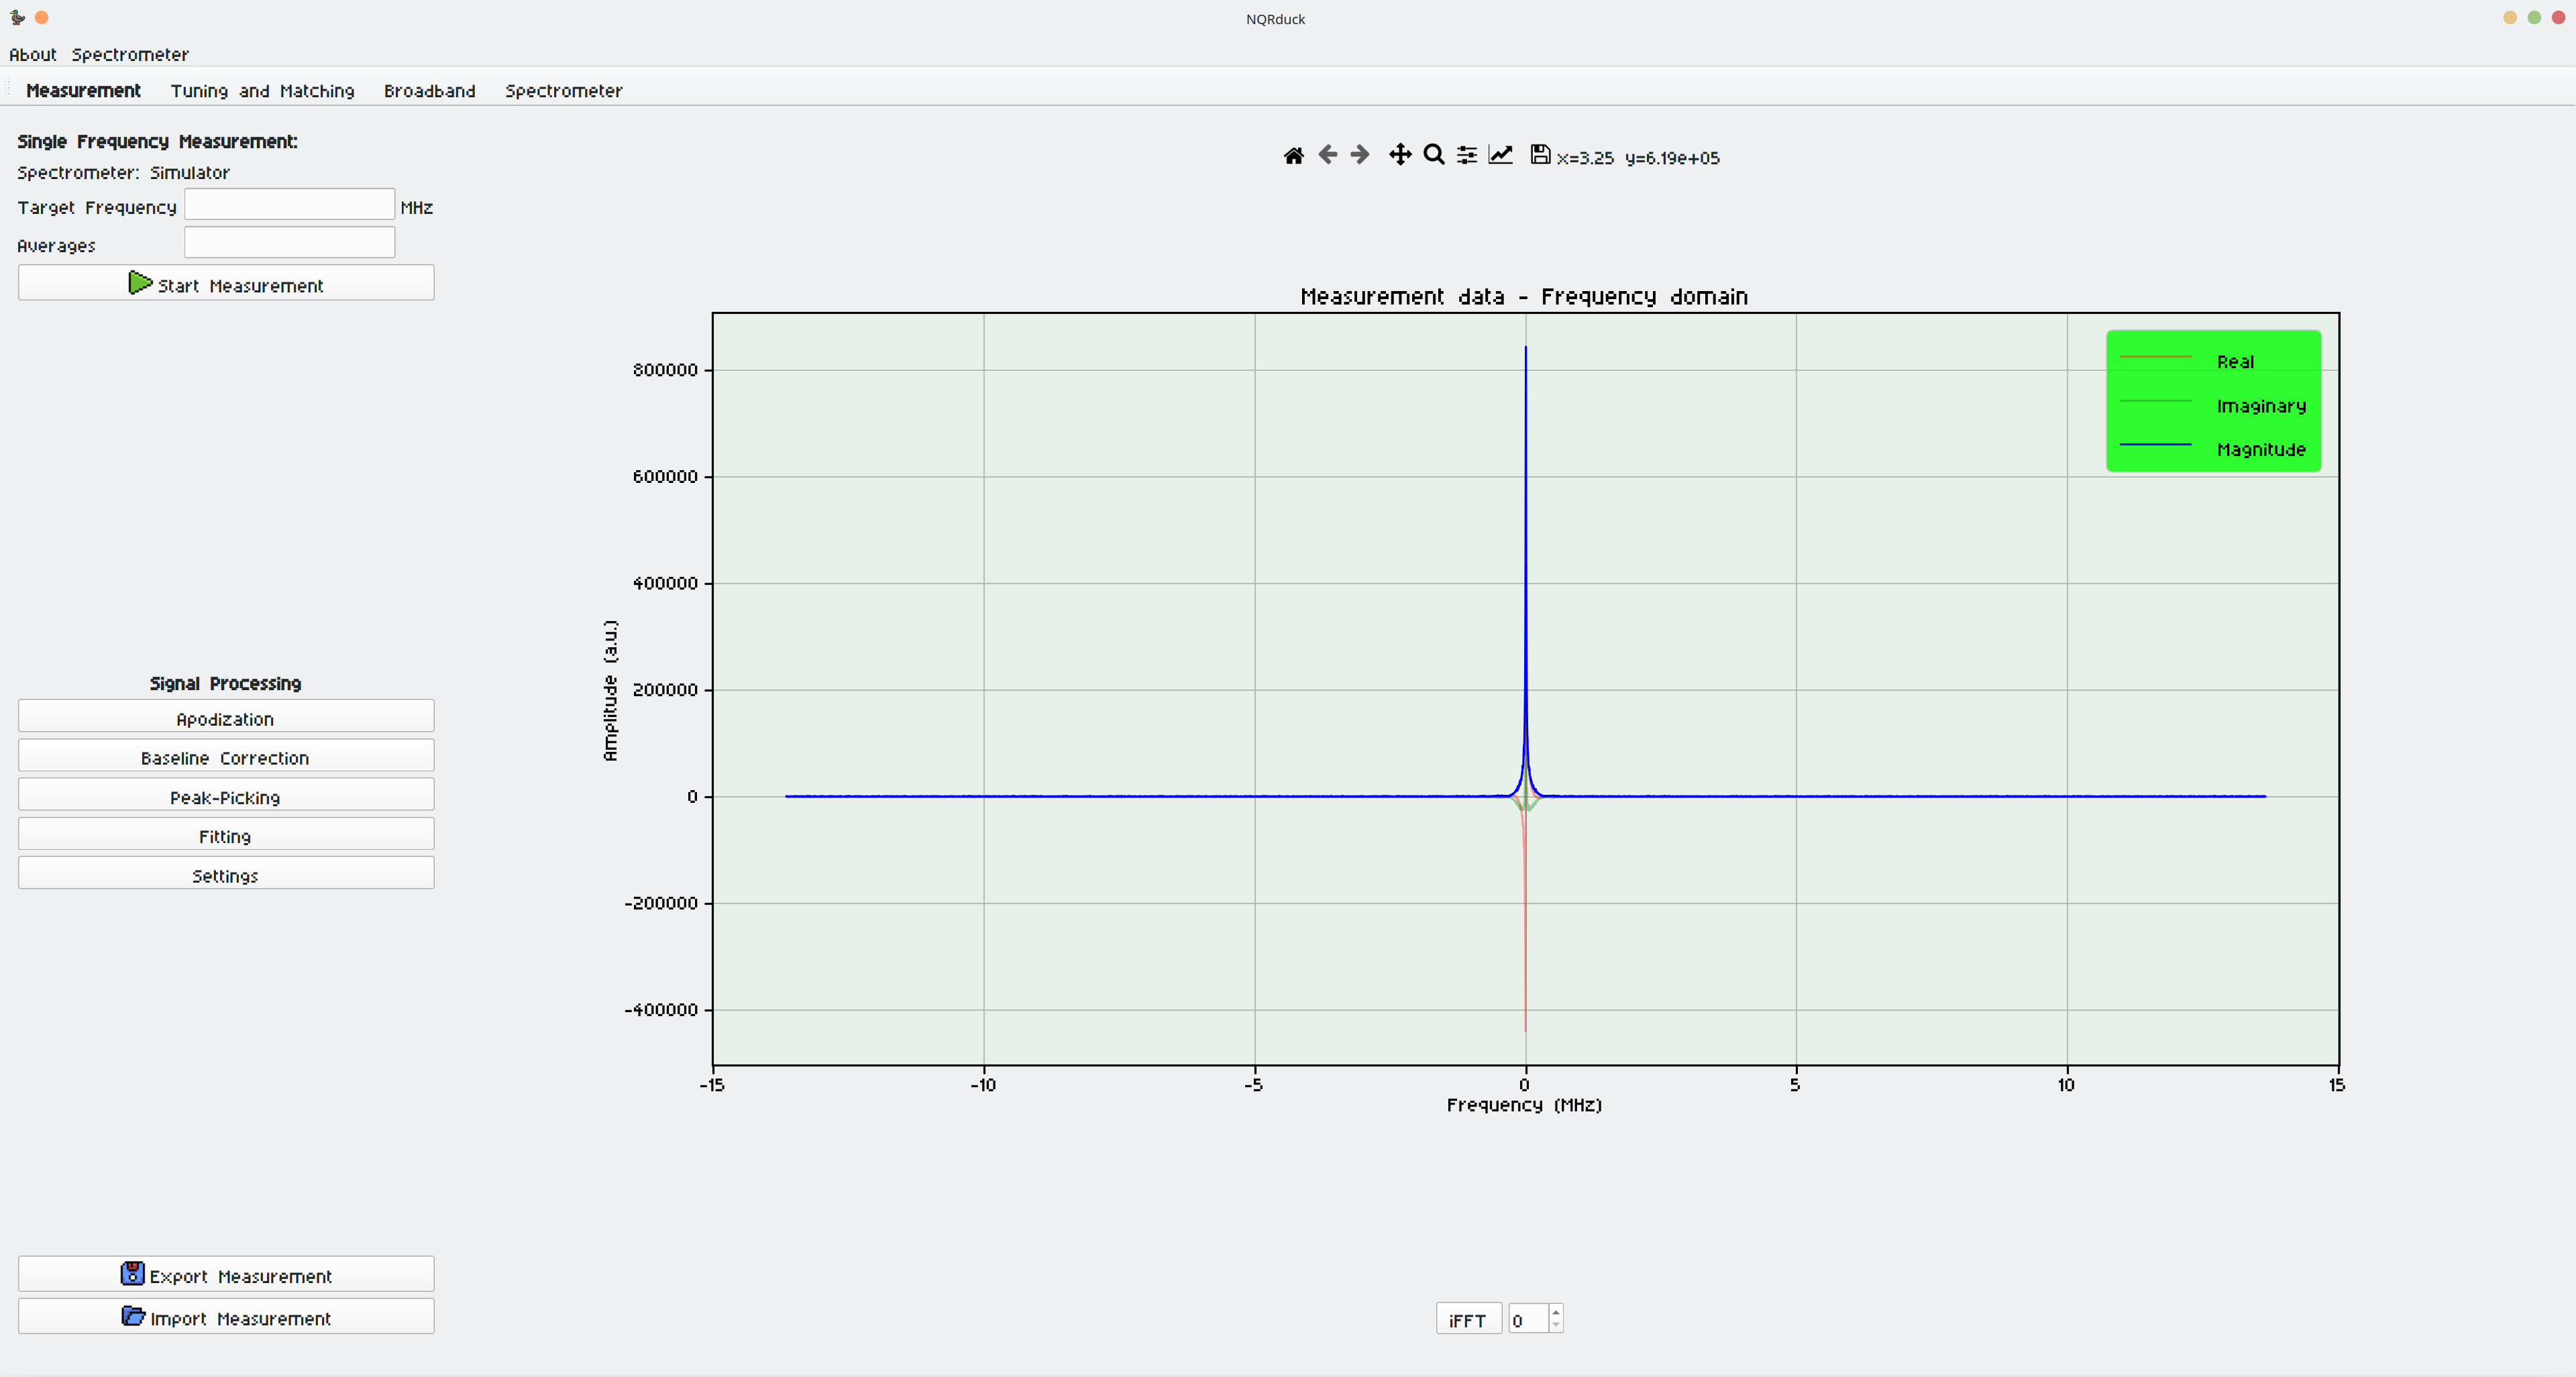 NQRduck
About Spectrometer
Measurement Tuning and Matching Broadband Spectrometer
Single Frequency Measurement:
Spectrometer: Simulator
Target Frequency MHz
Averages
Start Measurement
x=3.25 y=6.19e+05
Measurement data - Frequency domain
Real
Imaginary
Magnitude
800000
600000
400000
200000
0
-200000
-400000
Amplitude (a.u.)
-15 -10 -5 0 5 10 15
Frequency (MHz)
Signal Processing
Apodization
Baseline Correction
Peak-Picking
Fitting
Settings
Export Measurement
Import Measurement
iFFT 0